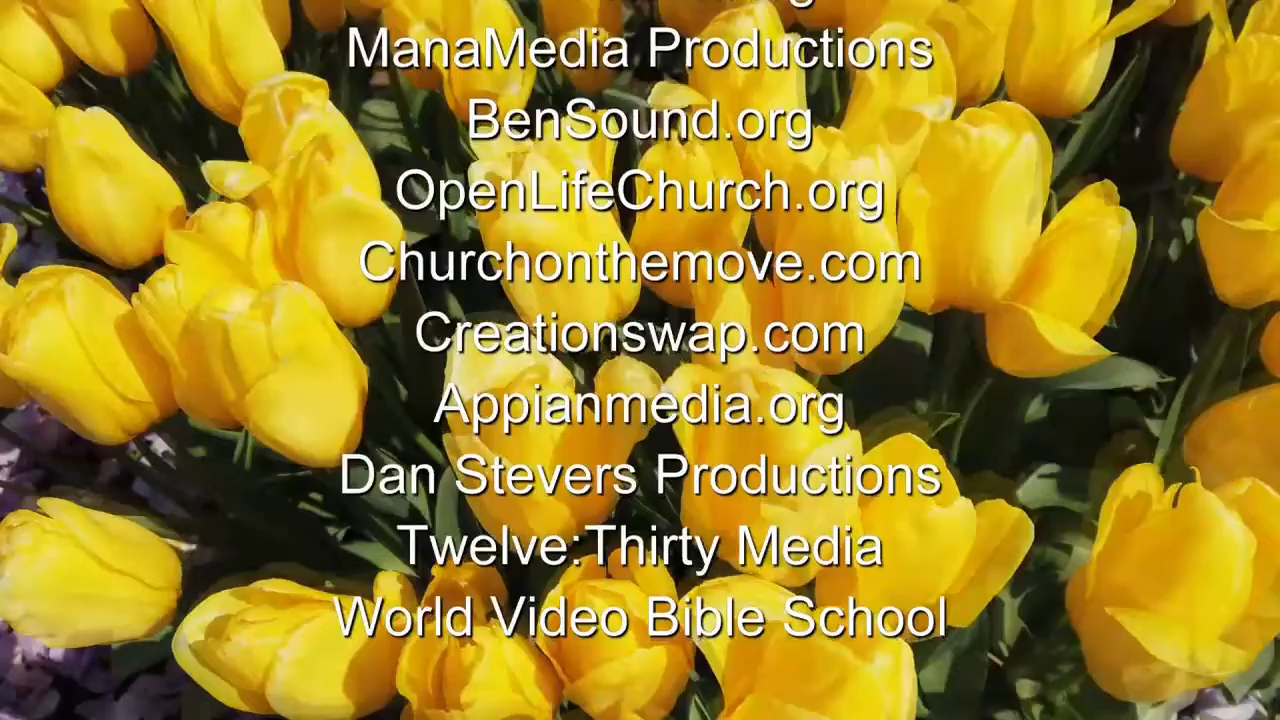 ManaMedia Productions
BenSound.org
OpenLifeChurch.org
Churchonthemove.com
Creationswap.com
Appianmedia.org
Dan Stevers Productions
Twelve:Thirty Media
World Video Bible School